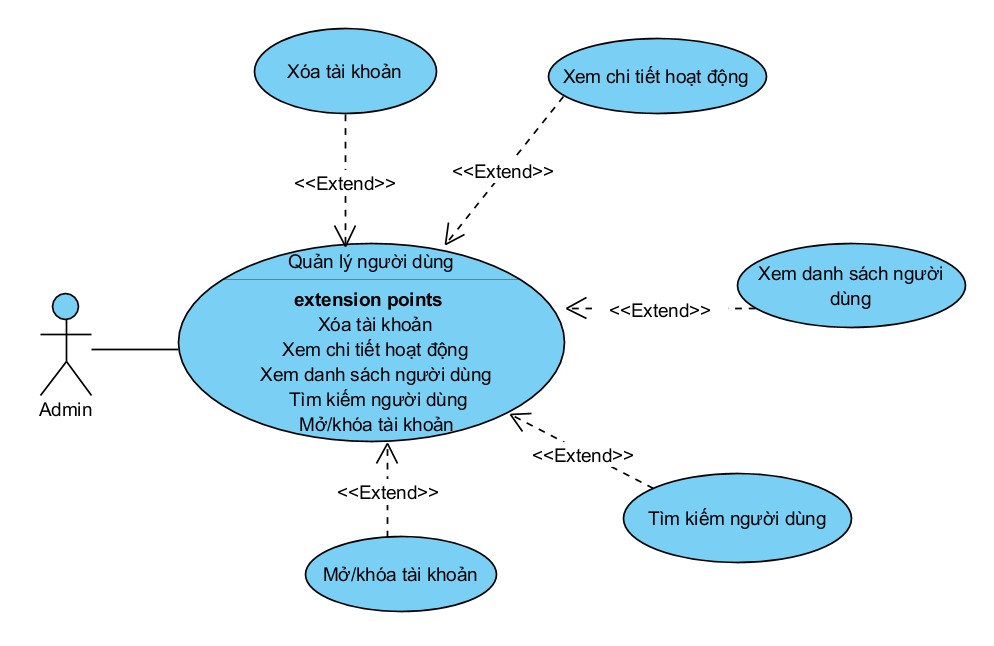 Xóa tài khoản
Xem chi tiết hoạt động
<<Extend>>
<<Extend>>
Quản lý người dùng
extension points
Xóa tài khoản
Xem chi tiết hoạt động
Xem danh sách người dùng
Tìm kiếm người dùng
Mở/khóa tài khoản
Xem danh sách người
dùng
<<Extend>>
Admin
<<Extend>>
<<Extend>>
Tìm kiếm người dùng
Mở/khóa tài khoản